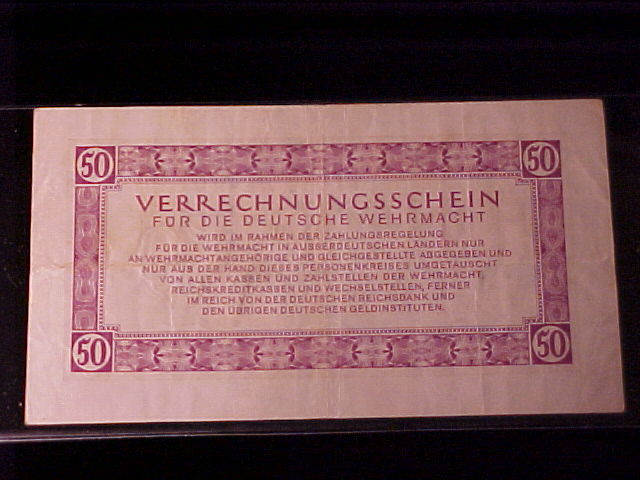 50 50
VERRECHNUNGSSCHEIN
FÜR DIE DEUTSCHE WEHRMACHT
WIRD IM RAHMEN DER ZAHLUNGSREGELUNG
FÜR DIE WEHRMACHT IN AUSSERDEUTSCHEN LÄNDERN NUR
AN WEHRMACHTANGEHÖRIGE UND GLEICHGESTELLTE ABGEGEBEN UND
NUR AUS DER HAND DIESES PERSONENKREISES UMGETAUSCHT
VON ALLEN KASSEN UND ZAHLSTELLEN DER WEHRMACHT,
REICHSKREDITKASSEN UND WECHSELSTELLEN, FERNER
IM REICH VON DER DEUTSCHEN REICHSBANK UND
DEN ÜBRIGEN DEUTSCHEN GELDINSTITUTEN.
50 50